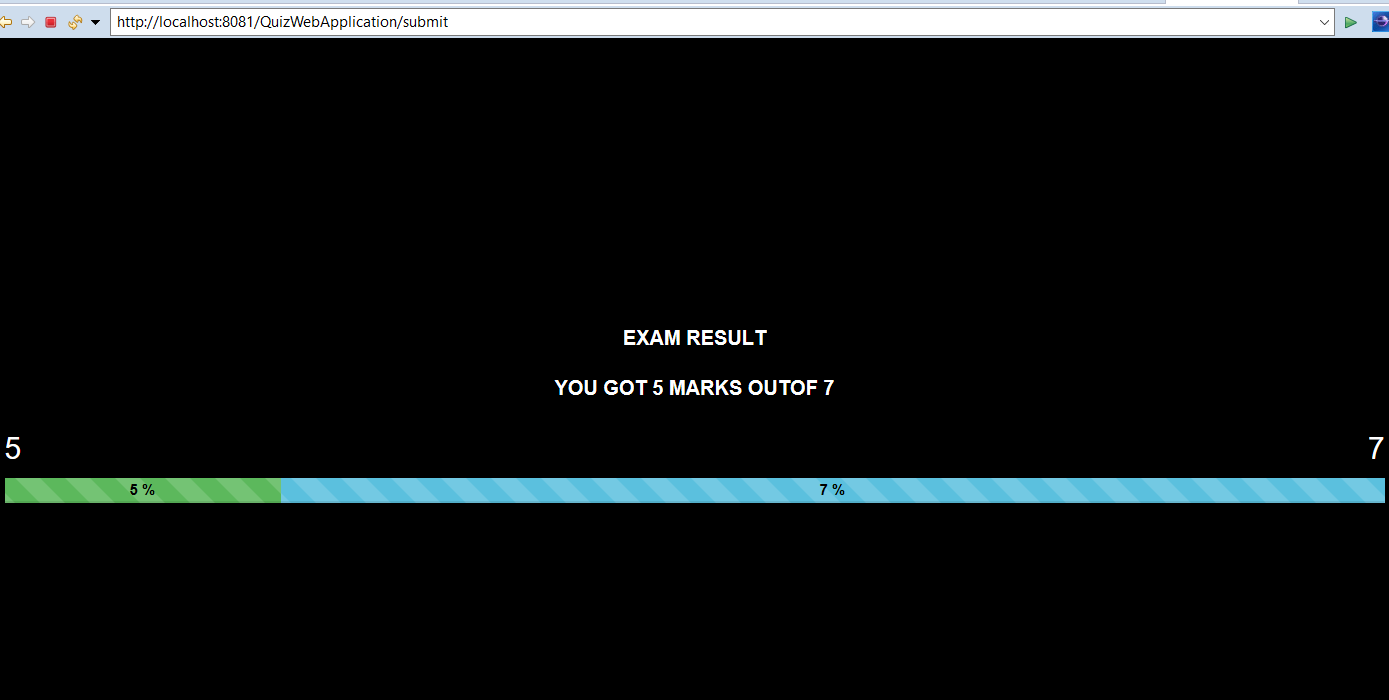 http://localhost:8081/QuizWebApplication/submit
EXAM RESULT
YOU GOT 5 MARKS OUTOF 7
5 7
5 % 7 %